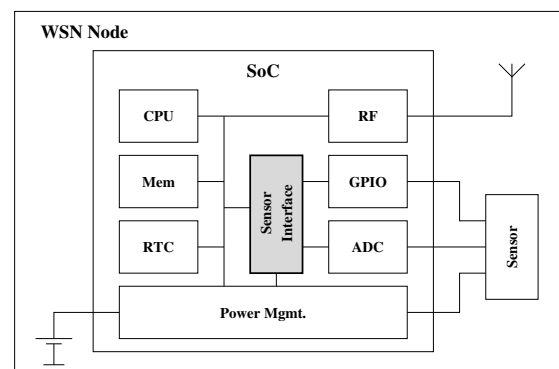 WSN Node
SoC
CPU
RF
Mem
Sensor
Interface
GPIO
RTC
ADC
Sensor
Power Mgmt.